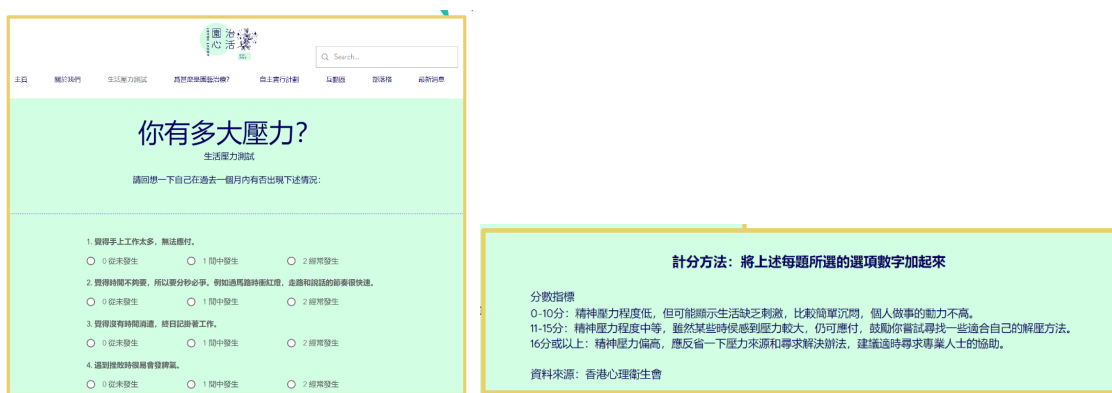 園 治
心 活
Search...
主頁 關於我們 生活壓力測試 爲甚麼學園藝治療? 自主實行計劃 互動園 部落格 最新消息
你有多大壓力?
生活壓力測試
請回想一下自己在過去一個月內有否出現下述情況:
1. 覺得手上工作太多，無法應付。
0 從未發生 1 間中發生 2 經常發生
2. 覺得時間不夠要，所以要分秒必爭。例如過馬路時衝紅燈，走路和說話的節奏很快速。
0 從未發生 1 間中發生 2 經常發生
3. 覺得沒有時間消遣，終日記掛著工作。
0 從未發生 1 間中發生 2 經常發生
4. 遇到挫敗時很易會發脾氣。
0 從未發生 1 間中發生 2 經常發生
計分方法：將上述每題所選的選項數字加起來
分數指標
0-10分：精神壓力程度低，但可能顯示生活缺乏刺激，比較簡單沉悶，個人做事的動力不高。
11-15分：精神壓力程度中等，雖然某些時侯感到壓力較大，仍可應付，鼓勵你嘗試尋找一些適合自己的解壓方法。
16分或以上：精神壓力偏高，應反省一下壓力來源和尋求解決辦法，建議適時尋求專業人士的協助。
資料來源：香港心理衛生會